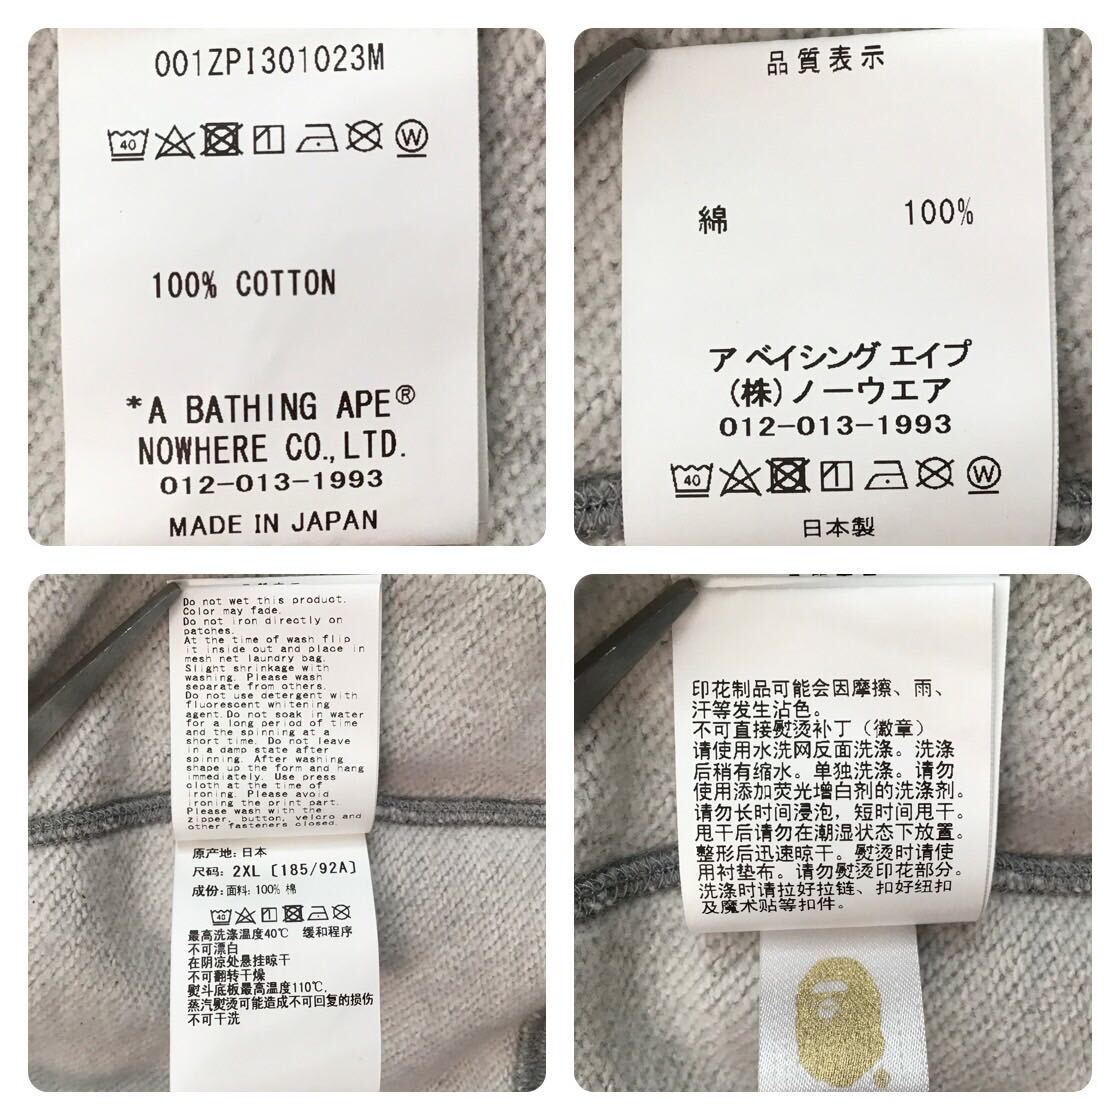 001ZPI301023M
40 W
100% COTTON
*A BATHING APE®
NOWHERE CO.,LTD.
012-013-1993
MADE IN JAPAN
品質表示
綿 100%
ア ベイシング エイプ
(株)ノーウエア
012-013-1993
40 W
日本製
Do not wet this product.
Color may fade.
Do not iron directly on
patches.
At the time of wash flip
it inside out and place in
mesh net laundry bag.
Slight shrinkage with
washing. Please wash
separate from others.
Do not use detergent with
fluorescent whitening
agent.Do not soak in water
for a long period of time
and the spinning at a
short time. Do not leave
in a damp state after
spinning. After washing
shape up the form and hang
immediately. Use press
cloth at the time of
ironing. Please avoid
ironing the print part.
Please wash with the
zipper, button, velcro and
other fasteners closed.
原产地: 日本
尺码: 2XL [185/92A]
成份: 面料: 100% 棉
40
最高洗涤温度40℃ 缓和程序
不可漂白
在阴凉处悬挂晾干
不可翻转干燥
熨斗底板最高温度110℃,
蒸汽熨烫可能造成不可回复的损伤
不可干洗
印花制品可能会因摩擦、雨、
汗等发生沾色。
不可直接熨烫补丁（徽章）
请使用水洗网反面洗涤。洗涤
后稍有缩水。单独洗涤。请勿
使用添加荧光增白剂的洗涤剂。
请勿长时间浸泡，短时间甩干。
甩干后请勿在潮湿状态下放置。
整形后迅速晾干。熨烫时请使
用衬垫布。请勿熨烫印花部分。
洗涤时请拉好拉链、扣好纽扣
及魔术贴等扣件。